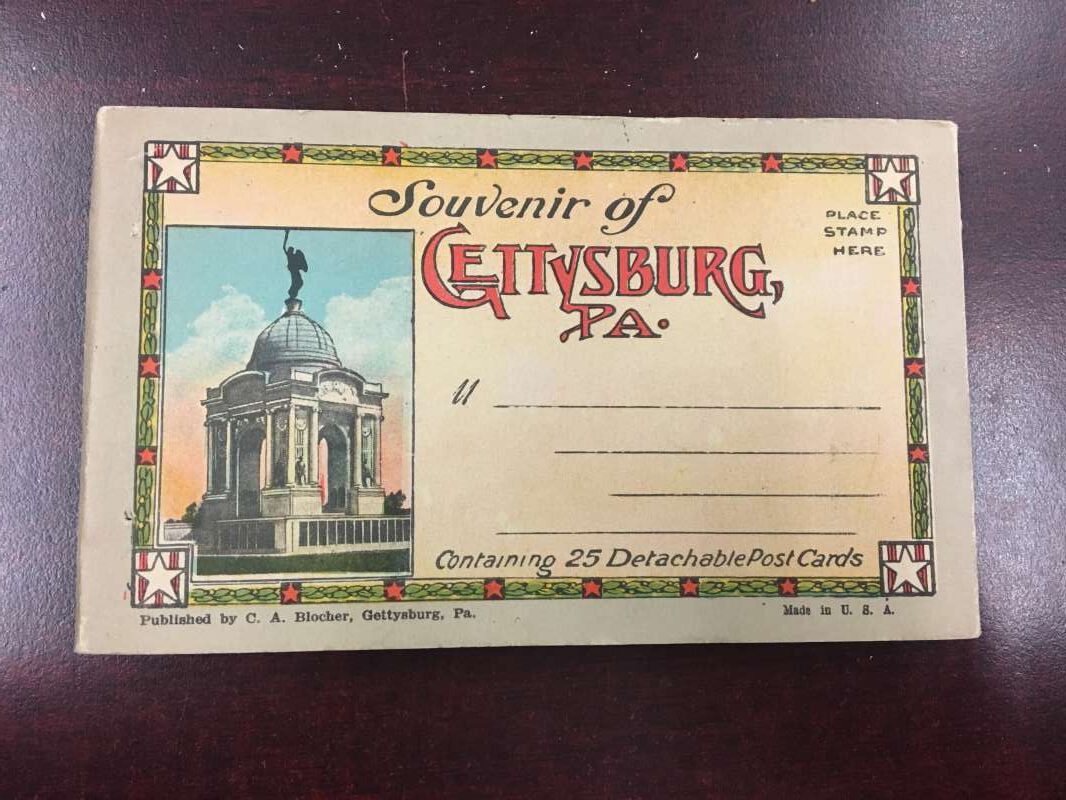 Souvenir of
GETTYSBURG,
PA.
PLACE
STAMP
HERE
Containing 25 Detachable Post Cards
Published by C. A. Blocher, Gettysburg, Pa.
Made in U. S. A.